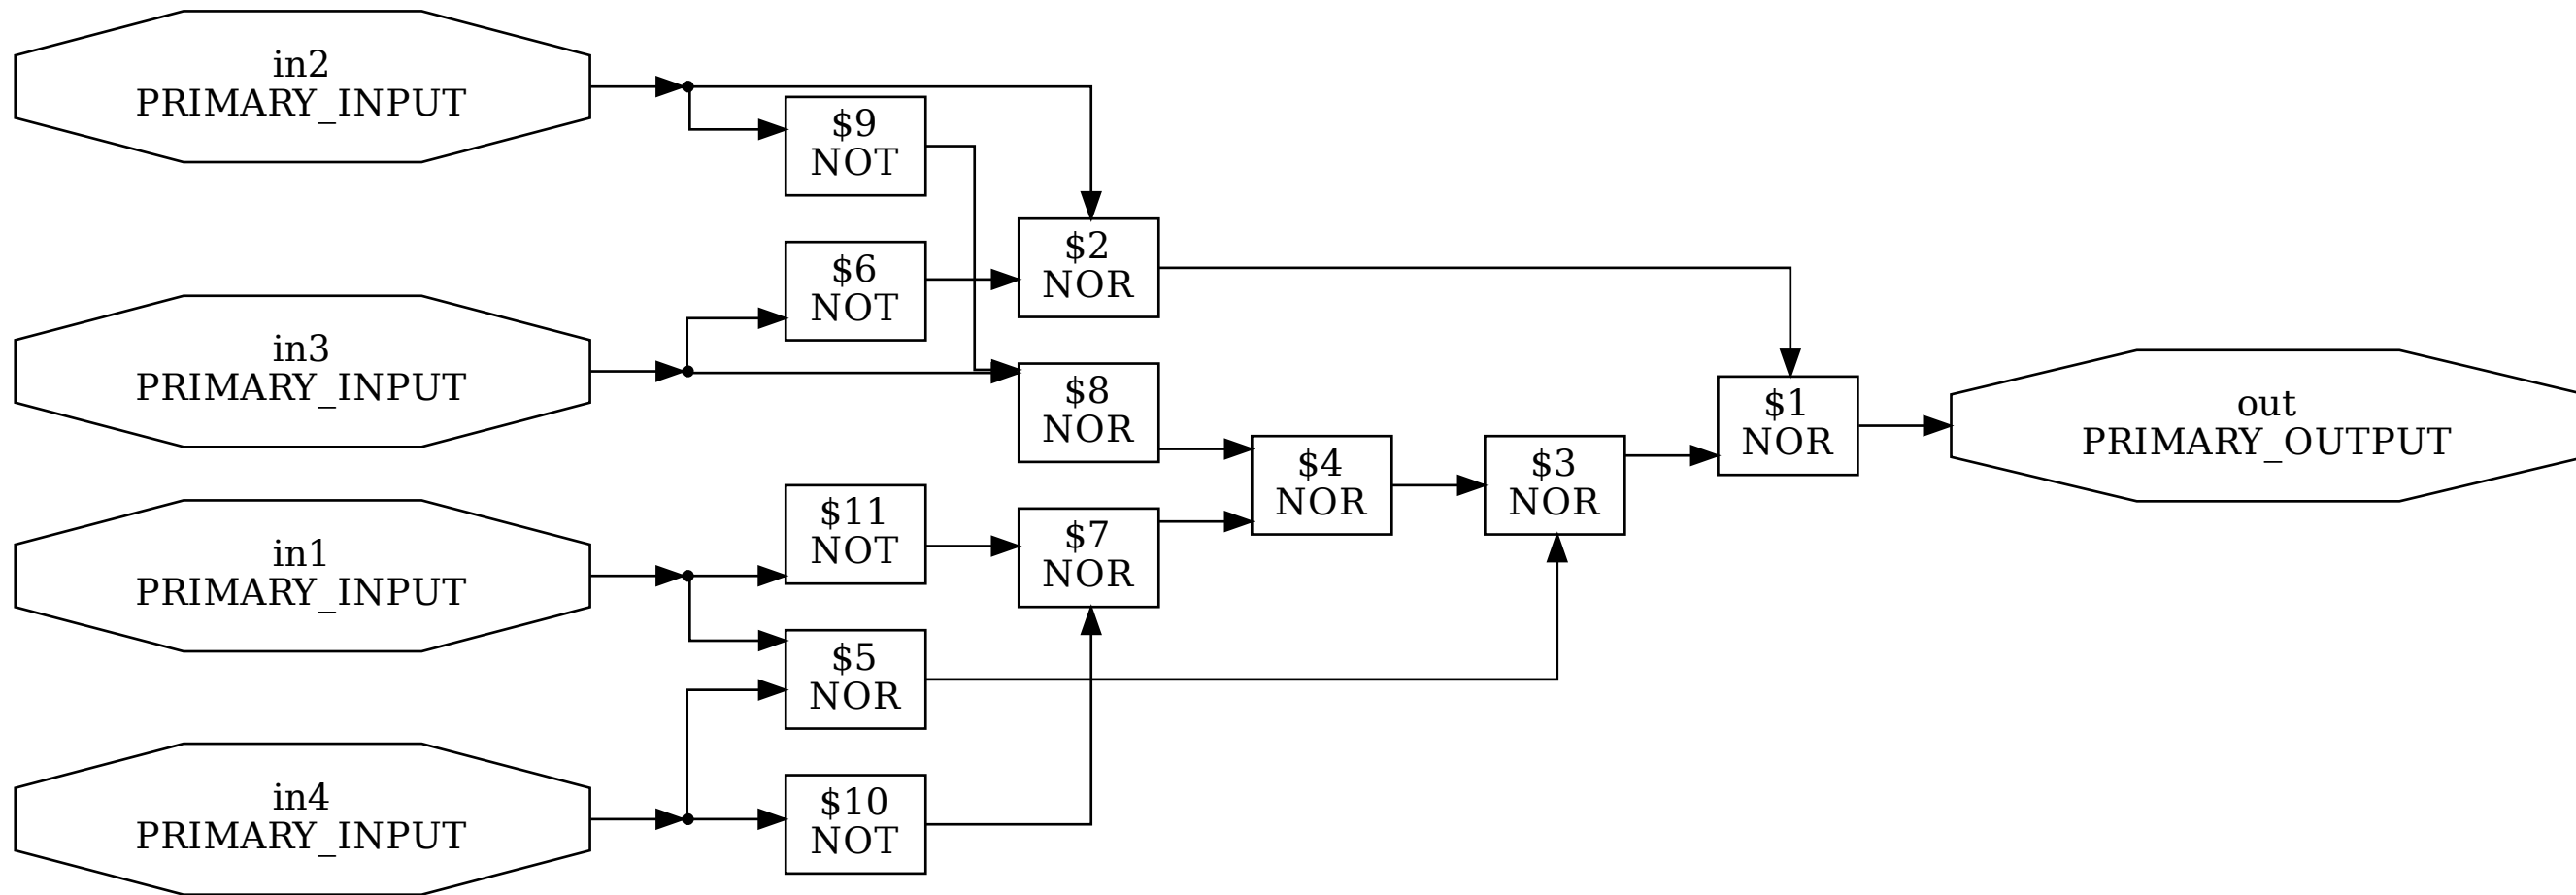 in2
PRIMARY_INPUT
$9
NOT
$2
NOR
$6
NOT
in3
PRIMARY_INPUT
$8
NOR
$1
NOR
out
PRIMARY_OUTPUT
$4
NOR
$3
NOR
$11
NOT
$7
NOR
in1
PRIMARY_INPUT
$5
NOR
in4
PRIMARY_INPUT
$10
NOT